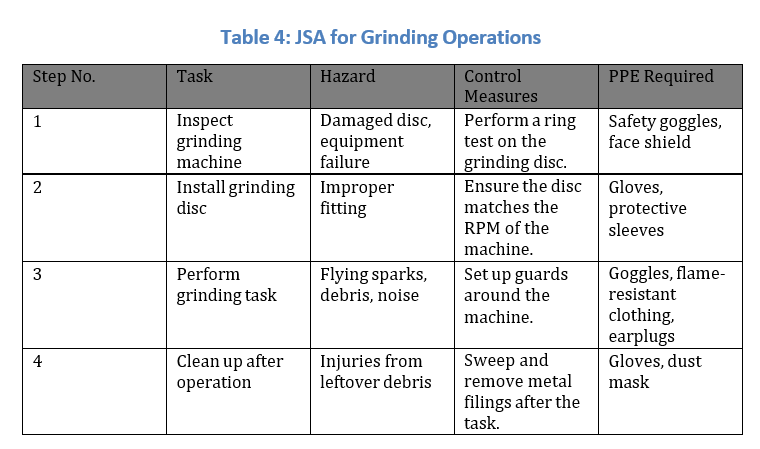 Table 4: JSA for Grinding Operations
Step No.
Task
Hazard
Control
Measures
PPE Required
1
Inspect
grinding
machine
Damaged disc,
equipment
failure
Perform a ring
test on the
grinding disc.
Safety goggles,
face shield
2
Install grinding
disc
Improper
fitting
Ensure the disc
matches the
RPM of the
machine.
Gloves,
protective
sleeves
3
Perform
grinding task
Flying sparks,
debris, noise
Set up guards
around the
machine.
Goggles, flame-
resistant
clothing,
earplugs
4
Clean up after
operation
Injuries from
leftover debris
Sweep and
remove metal
filings after the
task.
Gloves, dust
mask